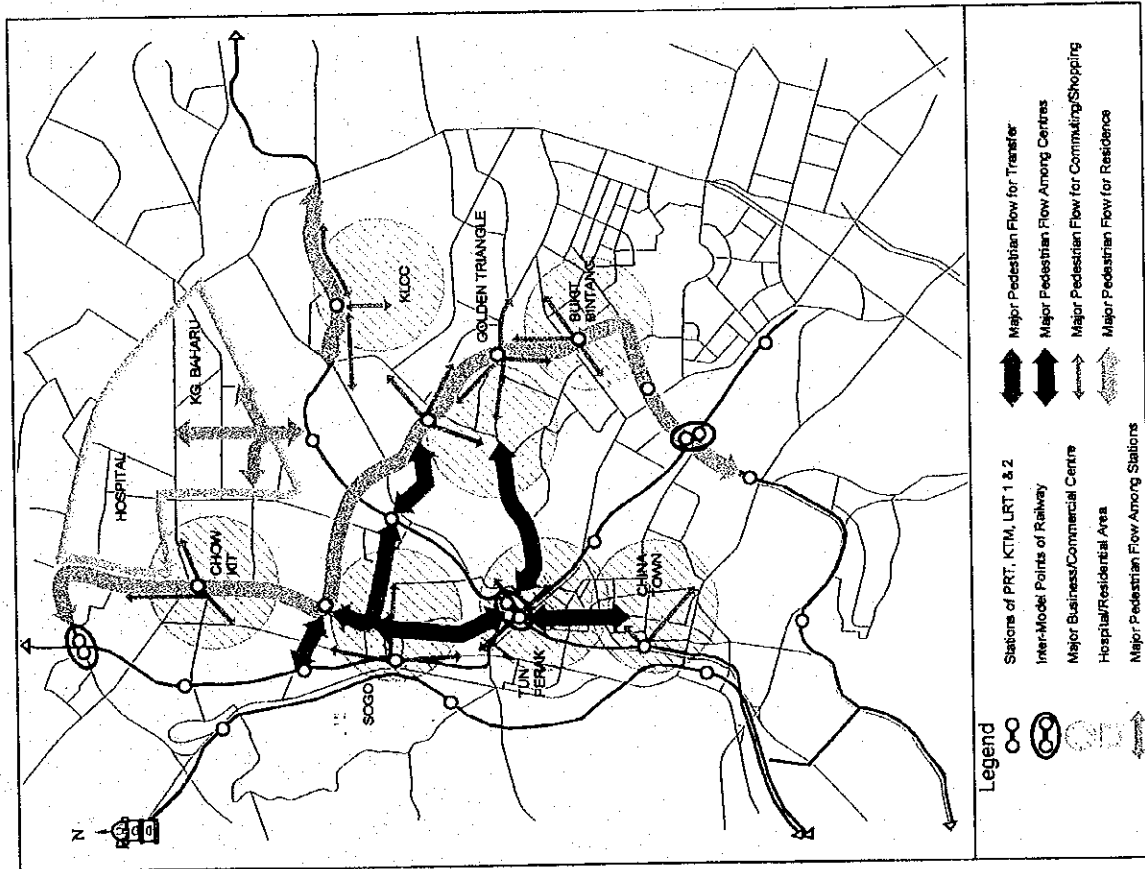 N
HOSPITAL
KG. BAHARU
CHOW
KIT
KLCC
GOLDEN TRIANGLE
BUKIT
BINTANG
SOGO
TUN
PERAK
CHINA
TOWN
Legend
Stations of PRT, KTM, LRT 1 & 2
Inter-Model Points of Railway
Major Business/Commercial Centre
Hospital/Residential Area
Major Pedestrian Flow Among Stations
Major Pedestrian Flow for Transfer
Major Pedestrian Flow Among Centres
Major Pedestrian Flow for Commuting/Shopping
Major Pedestrian Flow for Residence